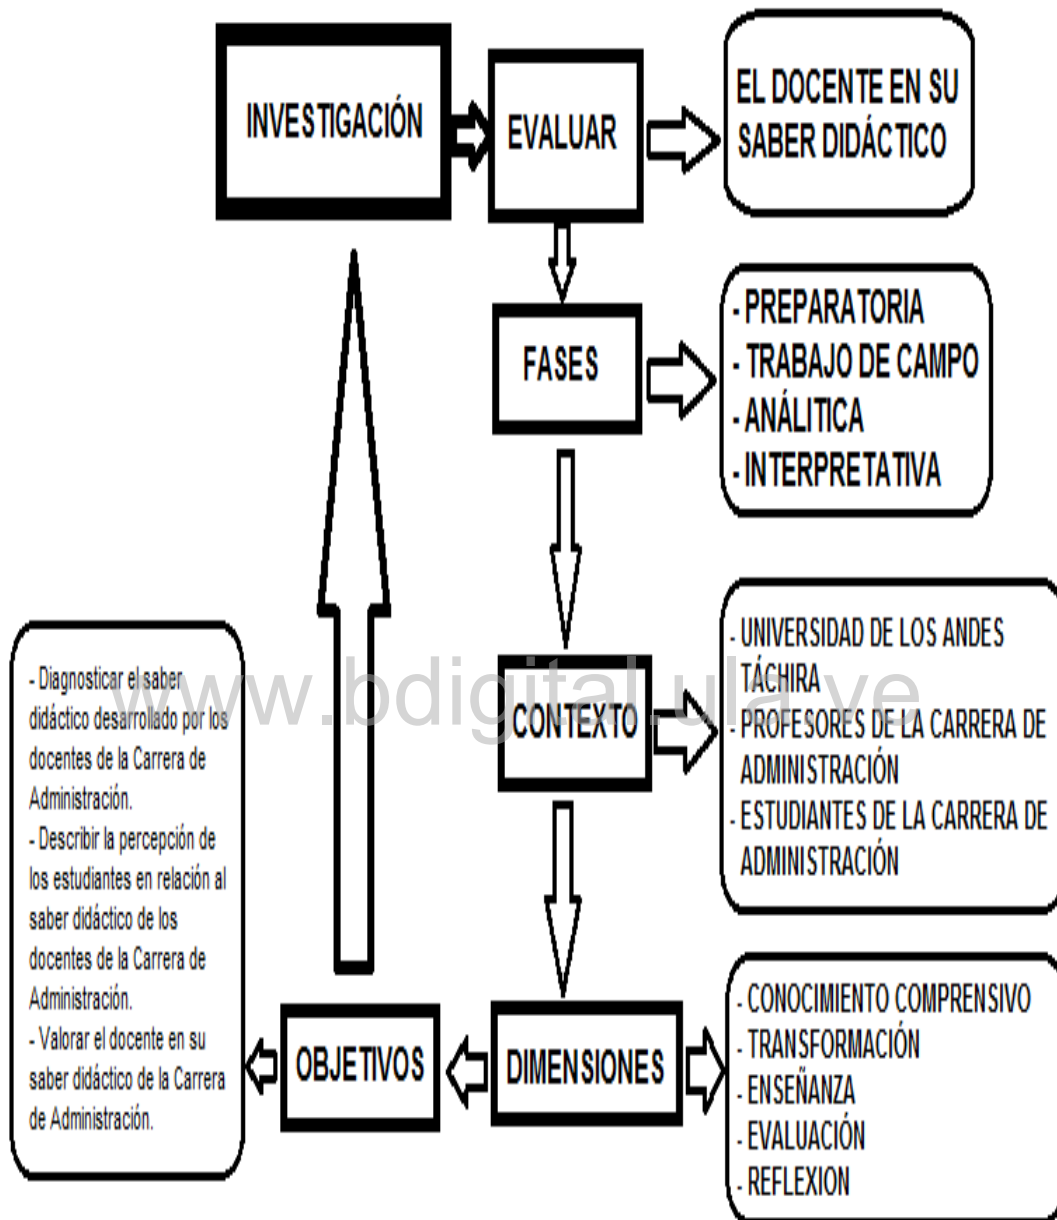 INVESTIGACIÓN
EVALUAR
EL DOCENTE EN SU
SABER DIDÁCTICO
FASES
- PREPARATORIA
- TRABAJO DE CAMPO
- ANÁLITICA
- INTERPRETATIVA
CONTEXTO
- UNIVERSIDAD DE LOS ANDES
TÁCHIRA
- PROFESORES DE LA CARRERA DE
ADMINISTRACIÓN
- ESTUDIANTES DE LA CARRERA DE
ADMINISTRACIÓN
DIMENSIONES
- CONOCIMIENTO COMPRENSIVO
- TRANSFORMACIÓN
- ENSEÑANZA
- EVALUACIÓN
- REFLEXION
OBJETIVOS
- Diagnosticar el saber
didáctico desarrollado por los
docentes de la Carrera de
Administración.
- Describir la percepción de
los estudiantes en relación al
saber didáctico de los
docentes de la Carrera de
Administración.
- Valorar el docente en su
saber didáctico de la Carrera
de Administración.
www.bdigital.ula.ve